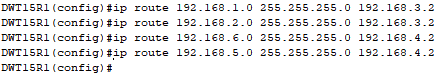 DWT15R1(config)#ip route 192.168.1.0 255.255.255.0 192.168.3.2
DWT15R1(config)#ip route 192.168.2.0 255.255.255.0 192.168.3.2
DWT15R1(config)#ip route 192.168.6.0 255.255.255.0 192.168.4.2
DWT15R1(config)#ip route 192.168.5.0 255.255.255.0 192.168.4.2
DWT15R1(config)#